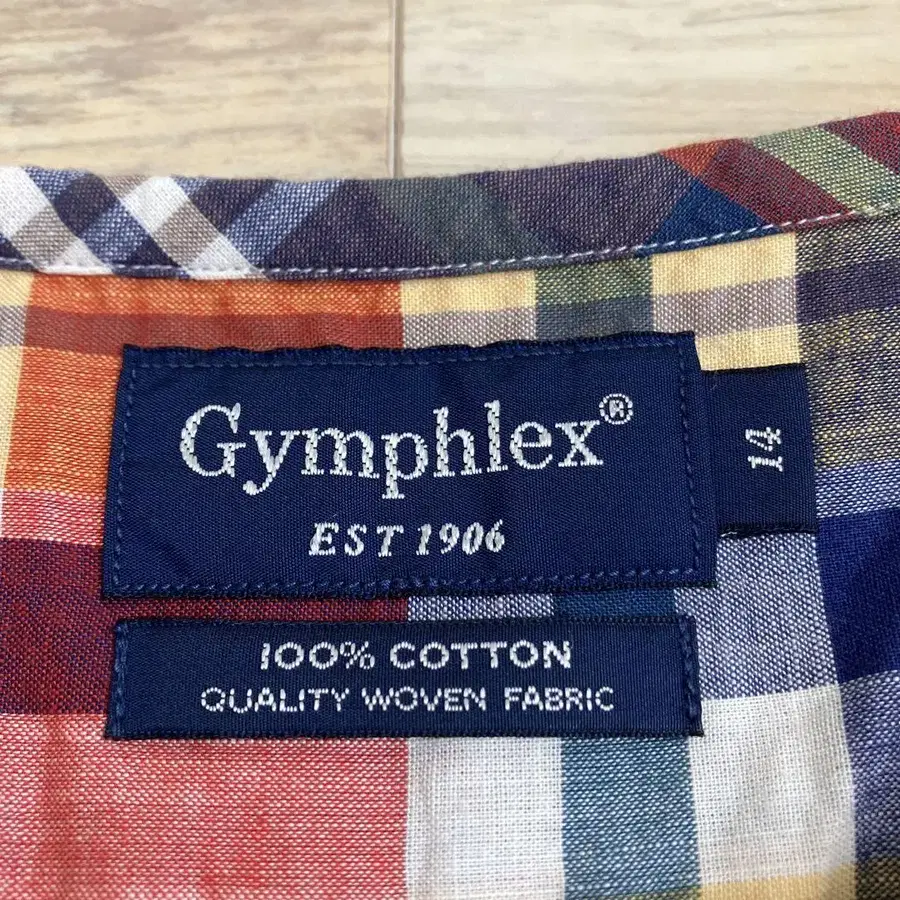 Gymphlex®
EST 1906
14
100% COTTON
QUALITY WOVEN FABRIC